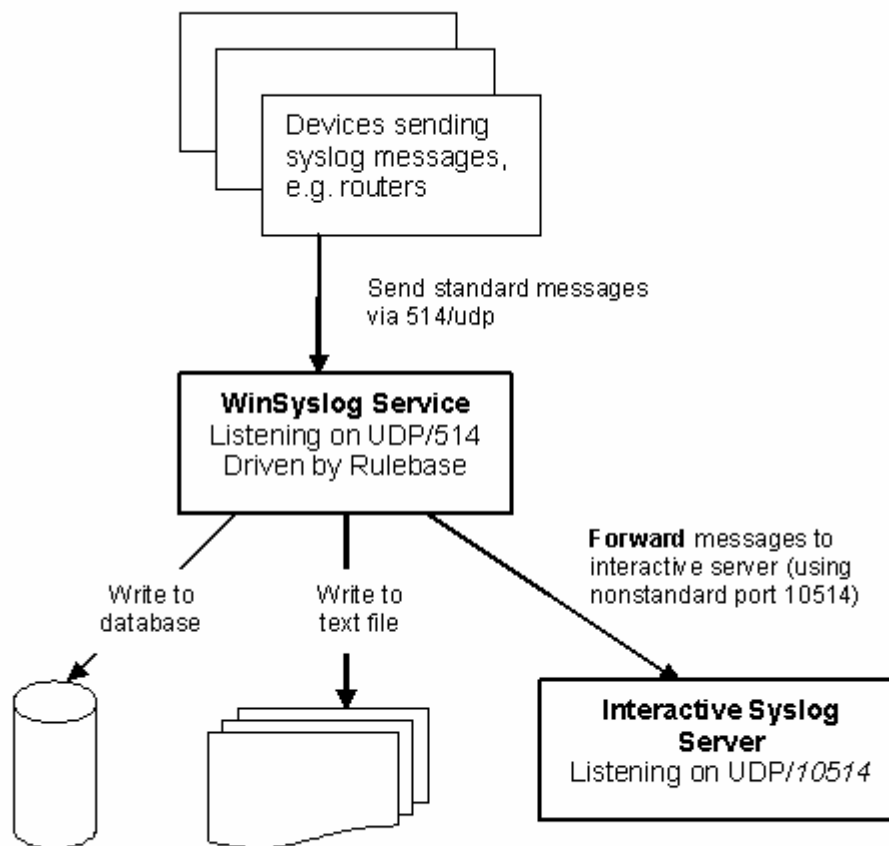 Devices sending
syslog messages,
e.g. routers
Send standard messages
via 514/udp
WinSyslog Service
Listening on UDP/514
Driven by Rulebase
Forward messages to
interactive server (using
nonstandard port 10514)
Write to
database
Write to
text file
Interactive Syslog
Server
Listening on UDP/10514